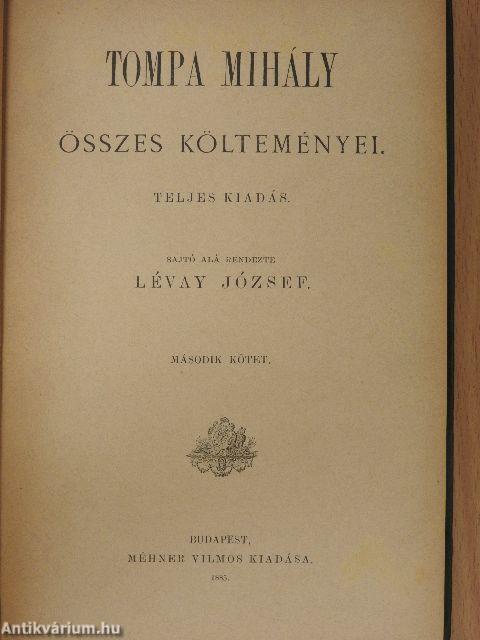 TOMPA MIHÁLY
ÖSSZES KÖLTEMÉNYEI.
TELJES KIADÁS.
SAJTÓ ALÁ RENDEZTE
LÉVAY JÓZSEF.
MÁSODIK KÖTET.
BUDAPEST,
MÉHNER VILMOS KIADÁSA.
1885.
Antikvárium.hu